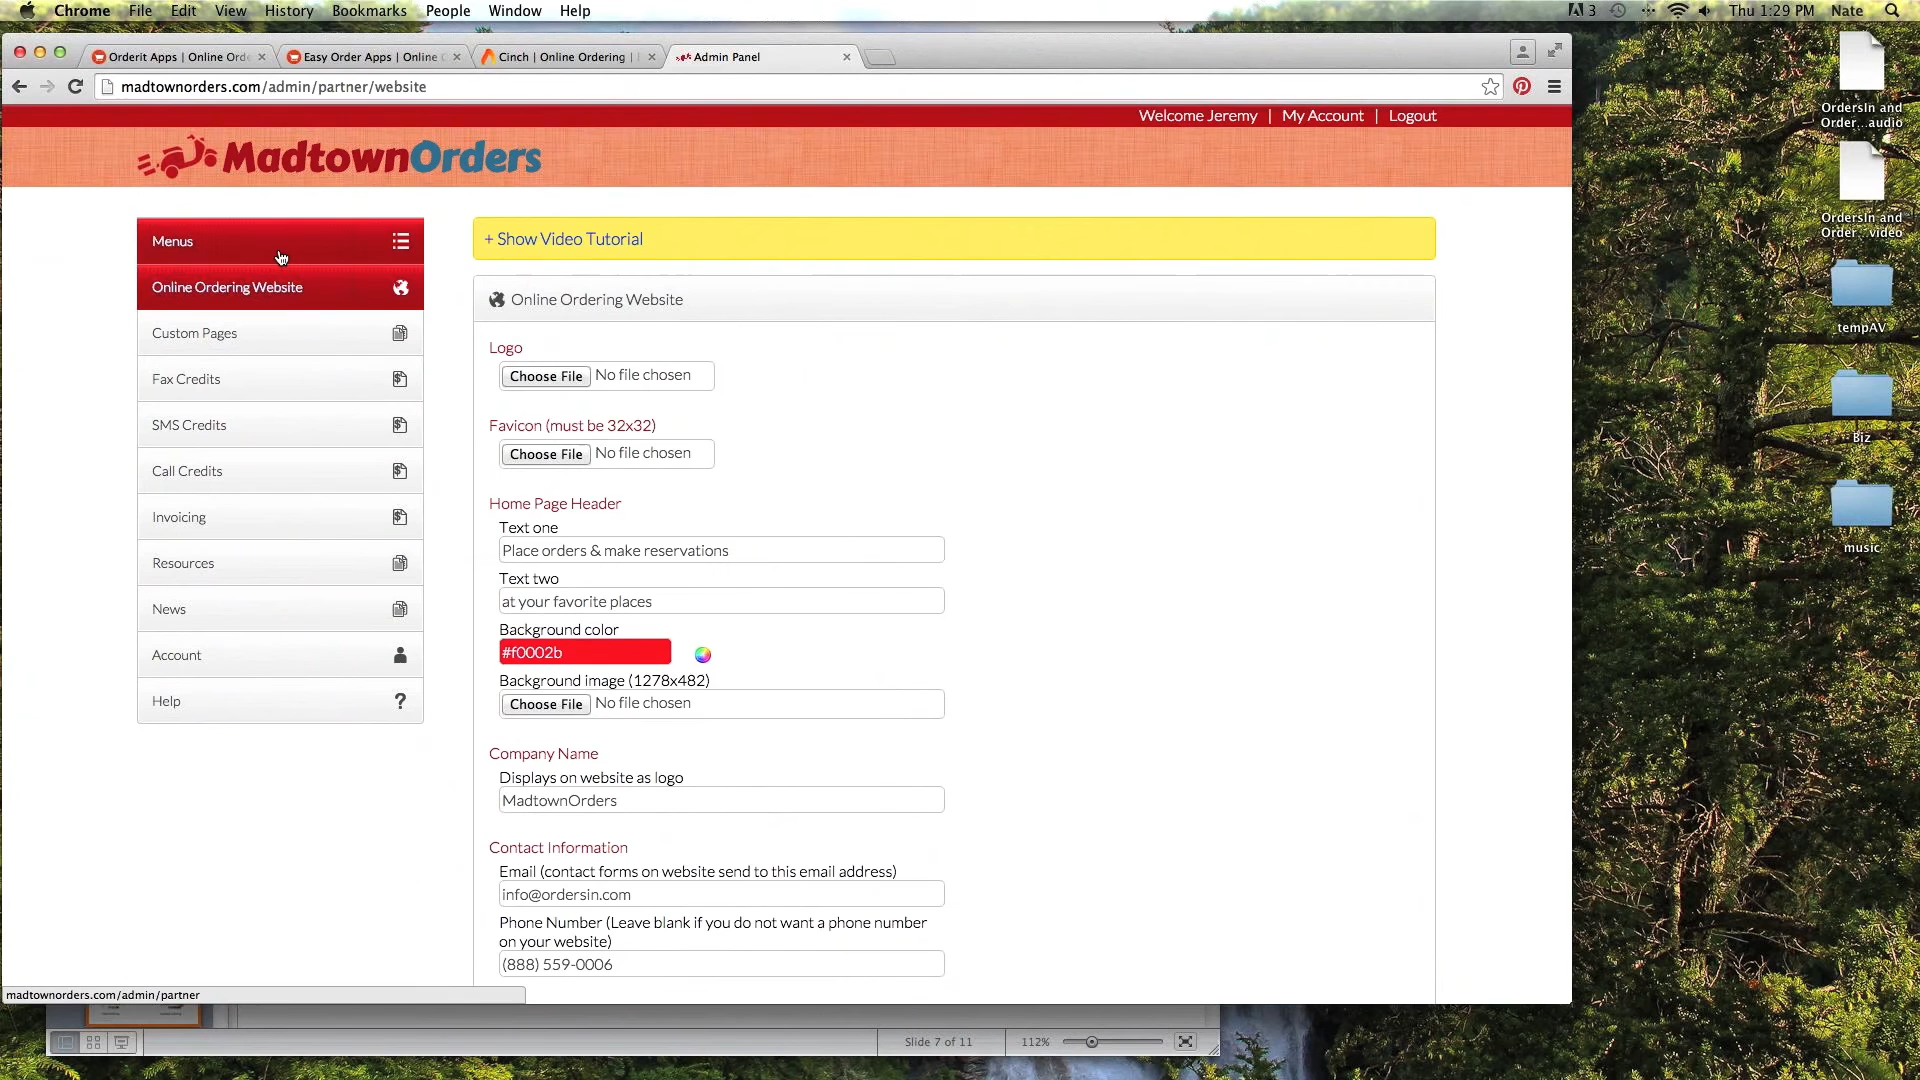 Chrome File Edit View History Bookmarks People Window Help
3 Thu 1:29 PM Nate
Orderit Apps | Online Orde
Easy Order Apps | Online
Cinch | Online Ordering |
Admin Panel
madtownorders.com/admin/partner/website
Welcome Jeremy | My Account | Logout
MadtownOrders
Menus
Online Ordering Website
Custom Pages
Fax Credits
SMS Credits
Call Credits
Invoicing
Resources
News
Account
Help
+ Show Video Tutorial
Online Ordering Website
Logo
Choose File No file chosen
Favicon (must be 32x32)
Choose File No file chosen
Home Page Header
Text one
Place orders & make reservations
Text two
at your favorite places
Background color
#f0002b
Background image (1278x482)
Choose File No file chosen
Company Name
Displays on website as logo
MadtownOrders
Contact Information
Email (contact forms on website send to this email address)
info@ordersin.com
Phone Number (Leave blank if you do not want a phone number
on your website)
(888) 559-0006
madtownorders.com/admin/partner
Slide 7 of 11
112%
OrdersIn and
Order...audio
OrdersIn and
Order...video
tempAV
Biz
music